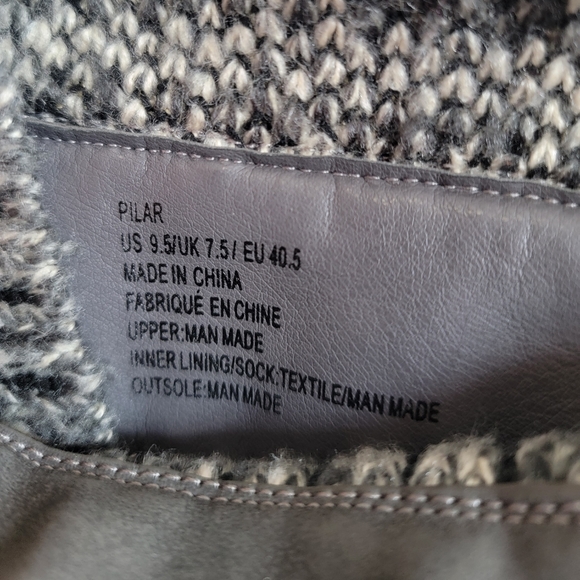 PILAR
US 9.5/UK 7.5/ EU 40.5
MADE IN CHINA
FABRIQUÉ EN CHINE
UPPER:MAN MADE
INNER LINING/SOCK:TEXTILE/MAN MADE
OUTSOLE:MAN MADE